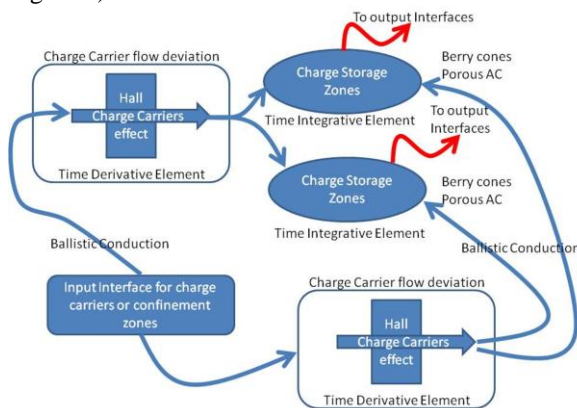 To output Interfaces
Charge Carrier flow deviation
Hall
Charge Carriers
effect
Time Derivative Element
Charge Storage
Zones
Time Integrative Element
Berry cones
Porous AC
To output
Interfaces
Charge Storage
Zones
Time Integrative Element
Berry cones
Porous AC
Ballistic Conduction
Ballistic Conduction
Input Interface for charge
carriers or confinement
zones
Charge Carrier flow deviation
Hall
Charge Carriers
effect
Time Derivative Element